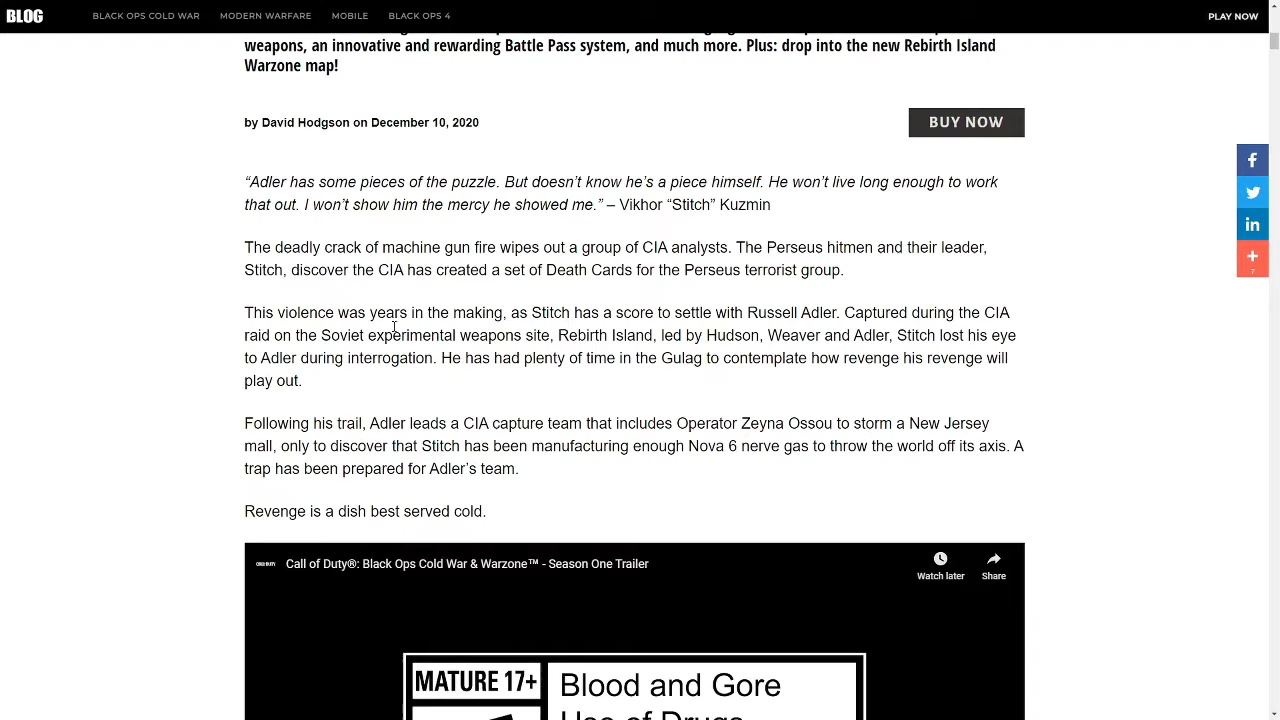 BLOG
BLACK OPS COLD WAR
MODERN WARFARE
MOBILE
BLACK OPS 4
PLAY NOW
weapons, an innovative and rewarding Battle Pass system, and much more. Plus: drop into the new Rebirth Island
Warzone map!
by David Hodgson on December 10, 2020
BUY NOW
“Adler has some pieces of the puzzle. But doesn’t know he’s a piece himself. He won’t live long enough to work
that out. I won’t show him the mercy he showed me.” – Vikhor “Stitch” Kuzmin
The deadly crack of machine gun fire wipes out a group of CIA analysts. The Perseus hitmen and their leader,
Stitch, discover the CIA has created a set of Death Cards for the Perseus terrorist group.
This violence was years in the making, as Stitch has a score to settle with Russell Adler. Captured during the CIA
raid on the Soviet experimental weapons site, Rebirth Island, led by Hudson, Weaver and Adler, Stitch lost his eye
to Adler during interrogation. He has had plenty of time in the Gulag to contemplate how revenge his revenge will
play out.
Following his trail, Adler leads a CIA capture team that includes Operator Zeyna Ossou to storm a New Jersey
mall, only to discover that Stitch has been manufacturing enough Nova 6 nerve gas to throw the world off its axis. A
trap has been prepared for Adler’s team.
Revenge is a dish best served cold.
CALL OF DUTY
Call of Duty®: Black Ops Cold War & Warzone™ - Season One Trailer
Watch later
Share
MATURE 17+
Blood and Gore
Use of Drugs
f
in
+
7